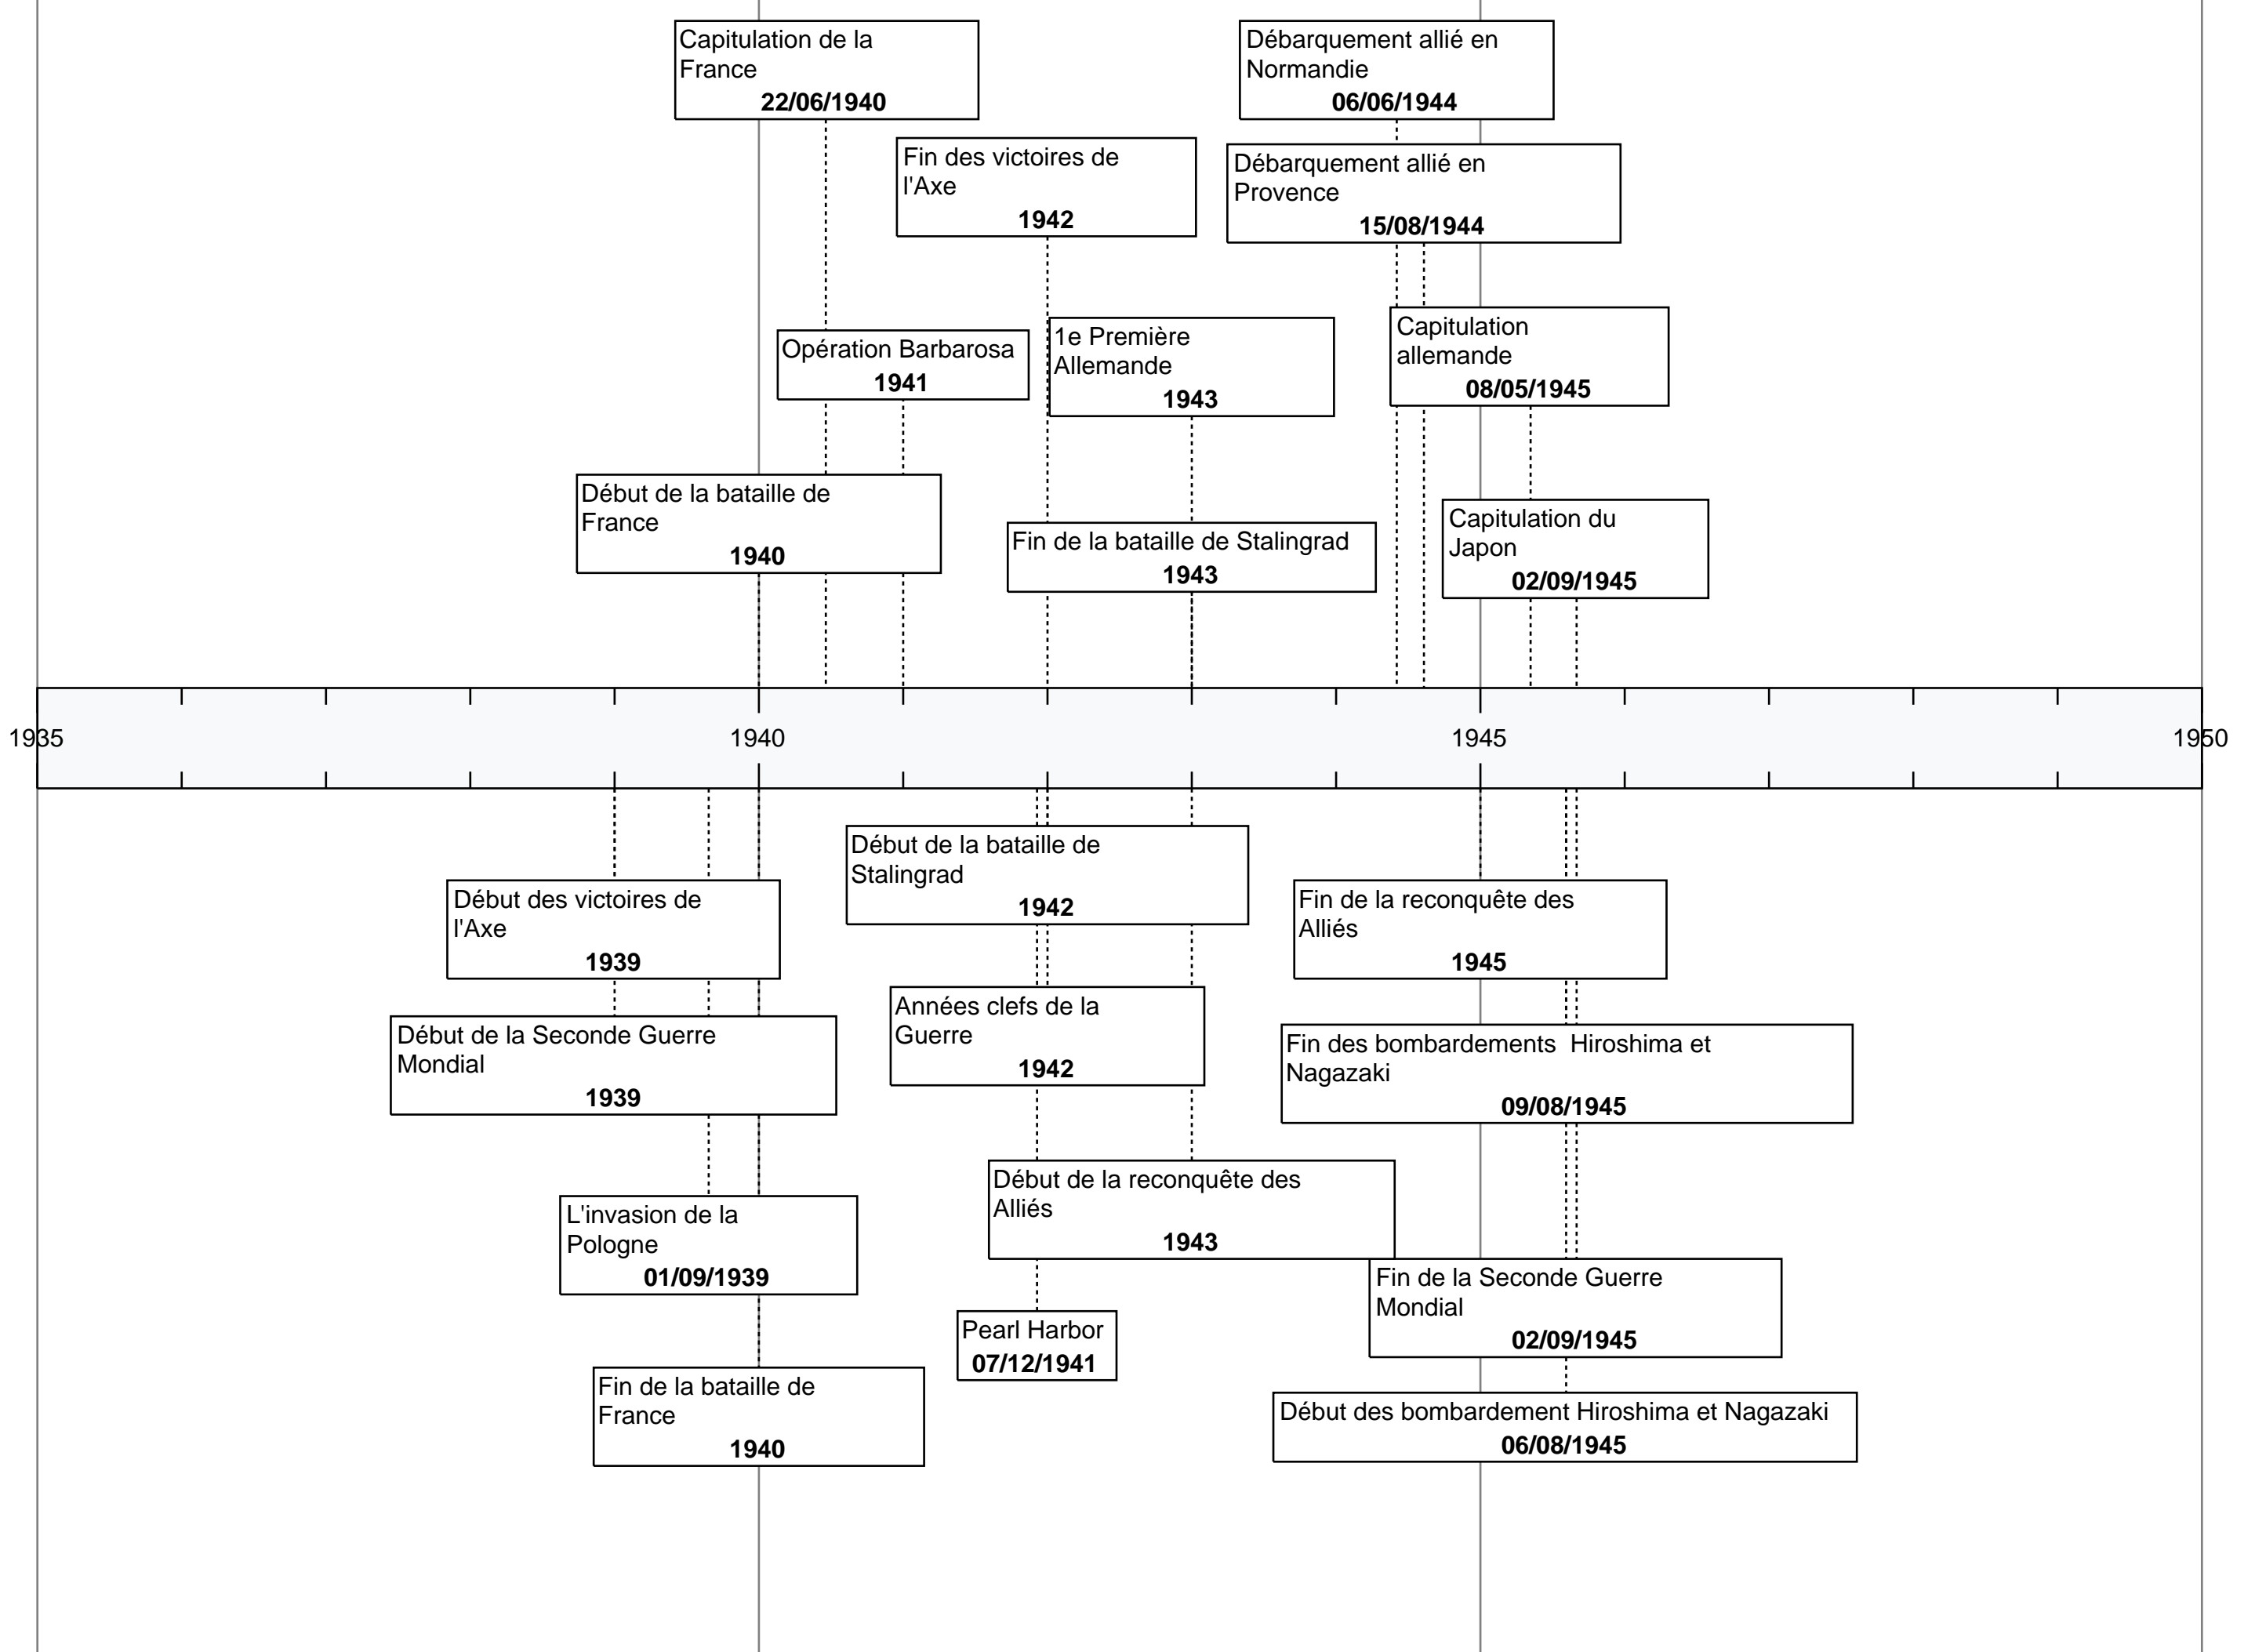 Capitulation de la
France
22/06/1940
Débarquement allié en
Normandie
06/06/1944
Fin des victoires de
l'Axe
1942
Débarquement allié en
Provence
15/08/1944
Opération Barbarosa
1941
1e Première
Allemande
1943
Capitulation
allemande
08/05/1945
Début de la bataille de
France
1940
Fin de la bataille de Stalingrad
1943
Capitulation du
Japon
02/09/1945
1935
1940
1945
1950
Début des victoires de
l'Axe
1939
Début de la bataille de
Stalingrad
1942
Fin de la reconquête des
Alliés
1945
Début de la Seconde Guerre
Mondial
1939
Années clefs de la
Guerre
1942
Fin des bombardements  Hiroshima et
Nagazaki
09/08/1945
L'invasion de la
Pologne
01/09/1939
Début de la reconquête des
Alliés
1943
Fin de la Seconde Guerre
Mondial
02/09/1945
Pearl Harbor
07/12/1941
Fin de la bataille de
France
1940
Début des bombardement Hiroshima et Nagazaki
06/08/1945